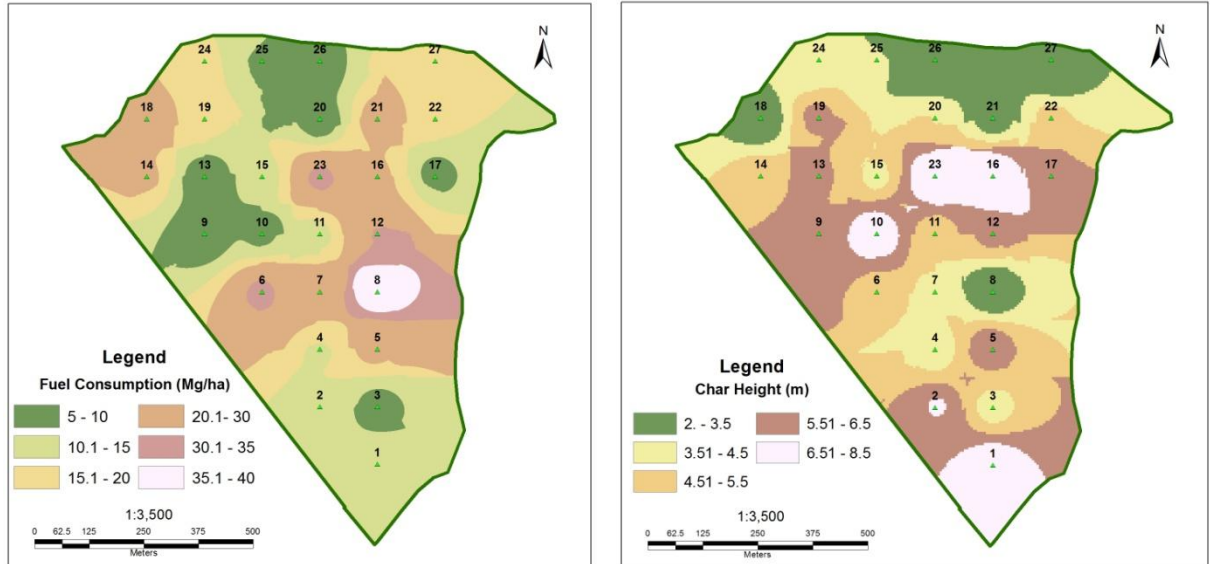 N
24 25 26 27
18 19 20 21 22
14 13 15 23 16 17
9 10 11 12
6 7 8
4 5
2 3
1
Legend
Fuel Consumption (Mg/ha)
5 - 10 20.1- 30
10.1 - 15 30.1 - 35
15.1 - 20 35.1 - 40
1:3,500
0 62.5 125 250 375 500
Meters
N
24 25 26 27
18 19 20 21 22
14 13 15 23 16 17
9 10 11 12
6 7 8
4 5
2 3
1
Legend
Char Height (m)
2. - 3.5 5.51 - 6.5
3.51 - 4.5 6.51 - 8.5
4.51 - 5.5
1:3,500
0 62.5 125 250 375 500
Meters